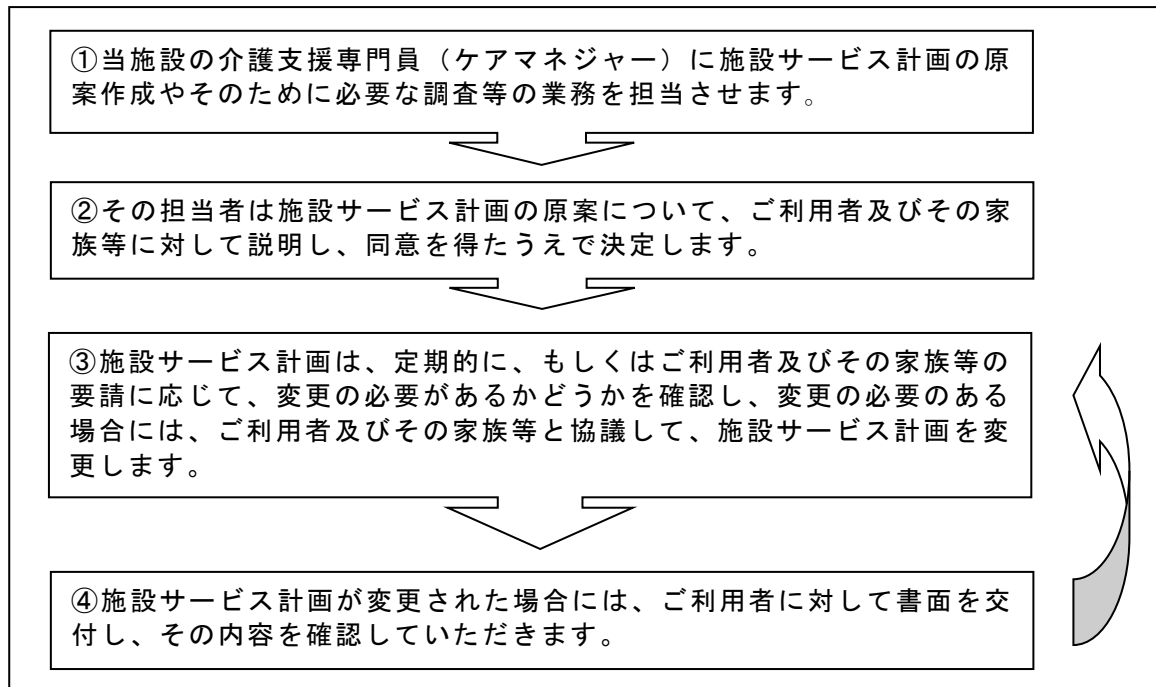 ①当施設の介護支援専門員（ケアマネジャー）に施設サービス計画の原
案作成やそのために必要な調査等の業務を担当させます。
②その担当者は施設サービス計画の原案について、ご利用者及びその家
族等に対して説明し、同意を得たうえで決定します。
③施設サービス計画は、定期的に、もしくはご利用者及びその家族等の
要請に応じて、変更の必要があるかどうかを確認し、変更の必要のある
場合には、ご利用者及びその家族等と協議して、施設サービス計画を変
更します。
④施設サービス計画が変更された場合には、ご利用者に対して書面を交
付し、その内容を確認していただきます。